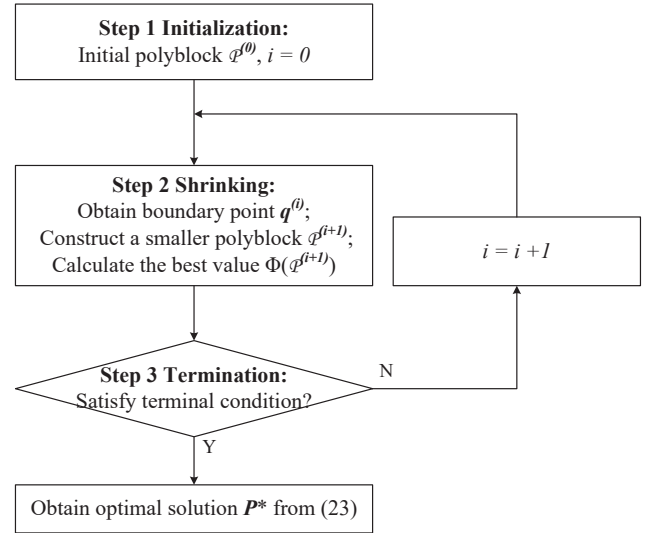 Step 1 Initialization:
Initial polyblock 𝒫⁽⁰⁾, i = 0
Step 2 Shrinking:
Obtain boundary point q⁽ⁱ⁾;
Construct a smaller polyblock 𝒫⁽ⁱ⁺¹⁾;
Calculate the best value Φ(𝒫⁽ⁱ⁺¹⁾)
i = i +1
Step 3 Termination:
Satisfy terminal condition?
N
Y
Obtain optimal solution P* from (23)